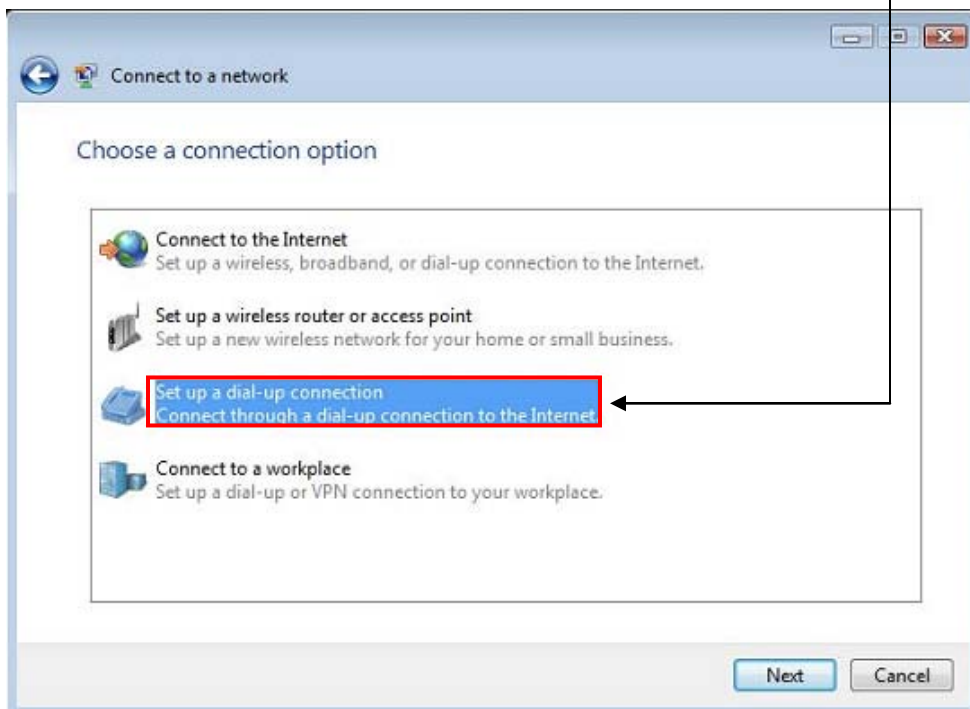 Connect to a network
Choose a connection option
Connect to the Internet
Set up a wireless, broadband, or dial-up connection to the Internet.
Set up a wireless router or access point
Set up a new wireless network for your home or small business.
Set up a dial-up connection
Connect through a dial-up connection to the Internet
Connect to a workplace
Set up a dial-up or VPN connection to your workplace.
Next
Cancel